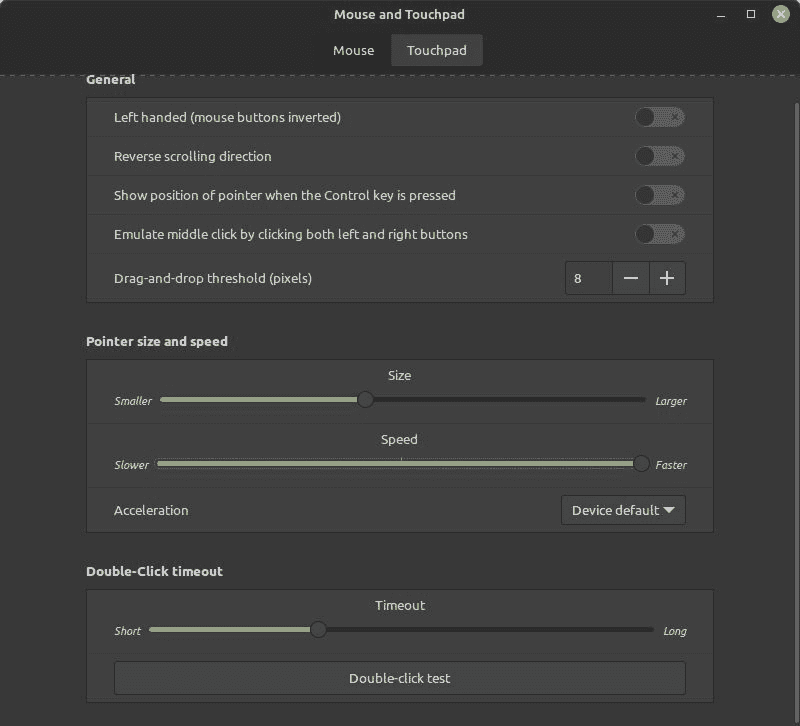 Mouse and Touchpad
Mouse Touchpad
General
Left handed (mouse buttons inverted)
Reverse scrolling direction
Show position of pointer when the Control key is pressed
Emulate middle click by clicking both left and right buttons
Drag-and-drop threshold (pixels) 8
Pointer size and speed
Size
Smaller Larger
Speed
Slower Faster
Acceleration Device default
Double-Click timeout
Timeout
Short Long
Double-click test